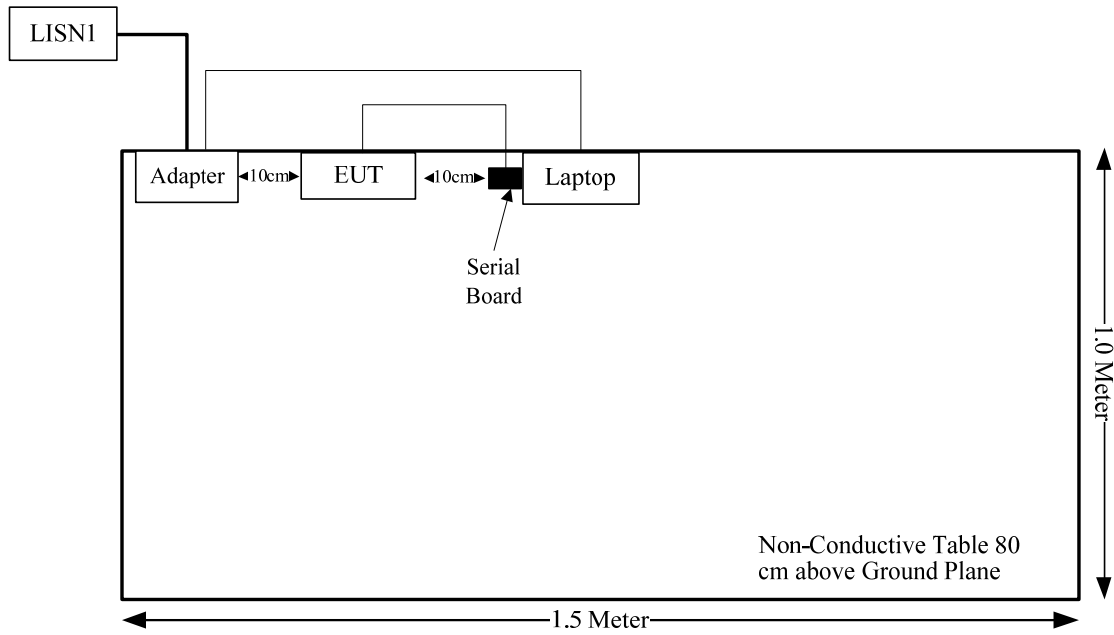 LISN1
Adapter
10cm
EUT
10cm
Laptop
Serial
Board
1.0 Meter
Non-Conductive Table 80
cm above Ground Plane
1.5 Meter